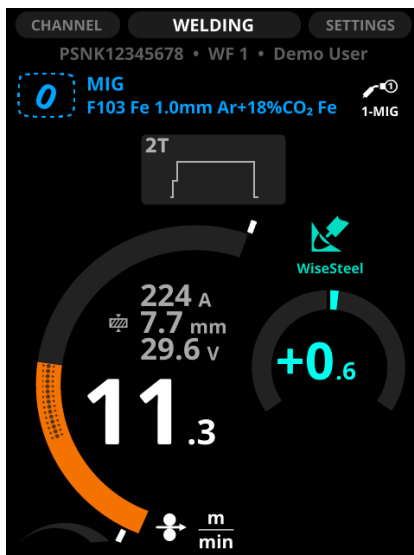 CHANNEL WELDING SETTINGS
PSNK12345678 • WF 1 • Demo User
0
MIG
F103 Fe 1.0mm Ar+18%CO₂ Fe
1
1-MIG
2T
WiseSteel
224 A
7.7 mm
29.6 V
+0.6
11.3
m
min